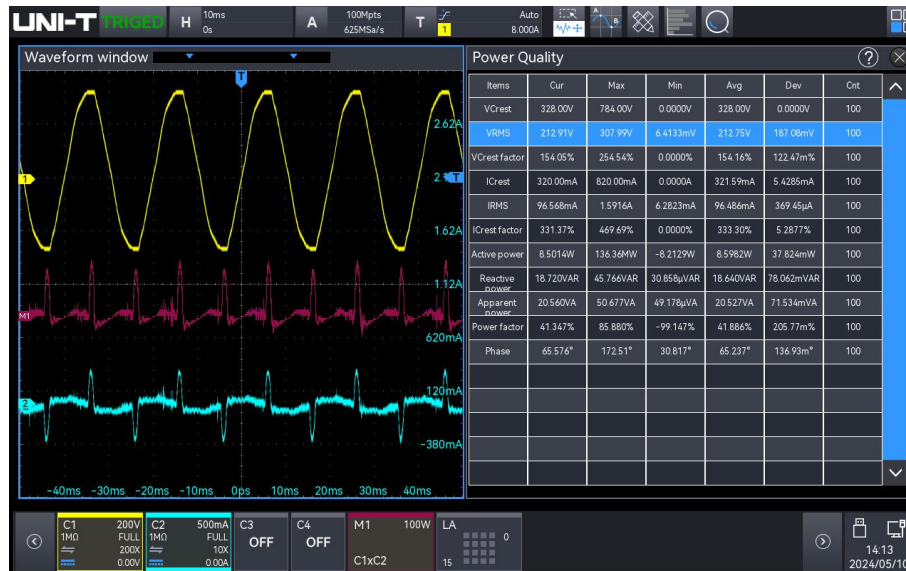 UNI-T TRIGED H 10ms 0s A 100Mpts 625MSa/s T 1 Auto 8.000A A B
Waveform window T
Power Quality ?
Items Cur Max Min Avg Dev Cnt
VCrest 328.00V 784.00V 0.0000V 328.00V 0.0000V 100
VRMS 212.91V 307.99V 6.4133mV 212.75V 187.08mV 100
VCrest factor 154.05% 254.54% 0.0000% 154.16% 122.47m% 100
ICrest 320.00mA 820.00mA 0.0000A 321.59mA 5.4285mA 100
IRMS 96.568mA 1.5916A 6.2823mA 96.486mA 369.45µA 100
ICrest factor 331.37% 469.69% 0.0000% 333.30% 5.2877% 100
Active power 8.5014W 136.36MW -8.2129W 8.5982W 37.824mW 100
Reactive power 18.720VAR 45.766VAR 30.858µVAR 18.640VAR 78.062mVAR 100
Apparent power 20.560VA 50.677VA 49.178µVA 20.527VA 71.534mVA 100
Power factor 41.347% 85.880% -99.147% 41.886% 205.77m% 100
Phase 65.576° 172.51° 30.817° 65.237° 136.93m° 100
2.62A
1 T
1.62A
1.12A
M1
620mA
120mA
2
-380mA
-40ms -30ms -20ms -10ms 0ps 10ms 20ms 30ms 40ms
C1 200V C2 500mA C3 C4 M1 100W LA
1MΩ FULL 1MΩ FULL OFF OFF 0
200X 10X
0.00V 0.00A C1xC2 15
14:13
2024/05/10